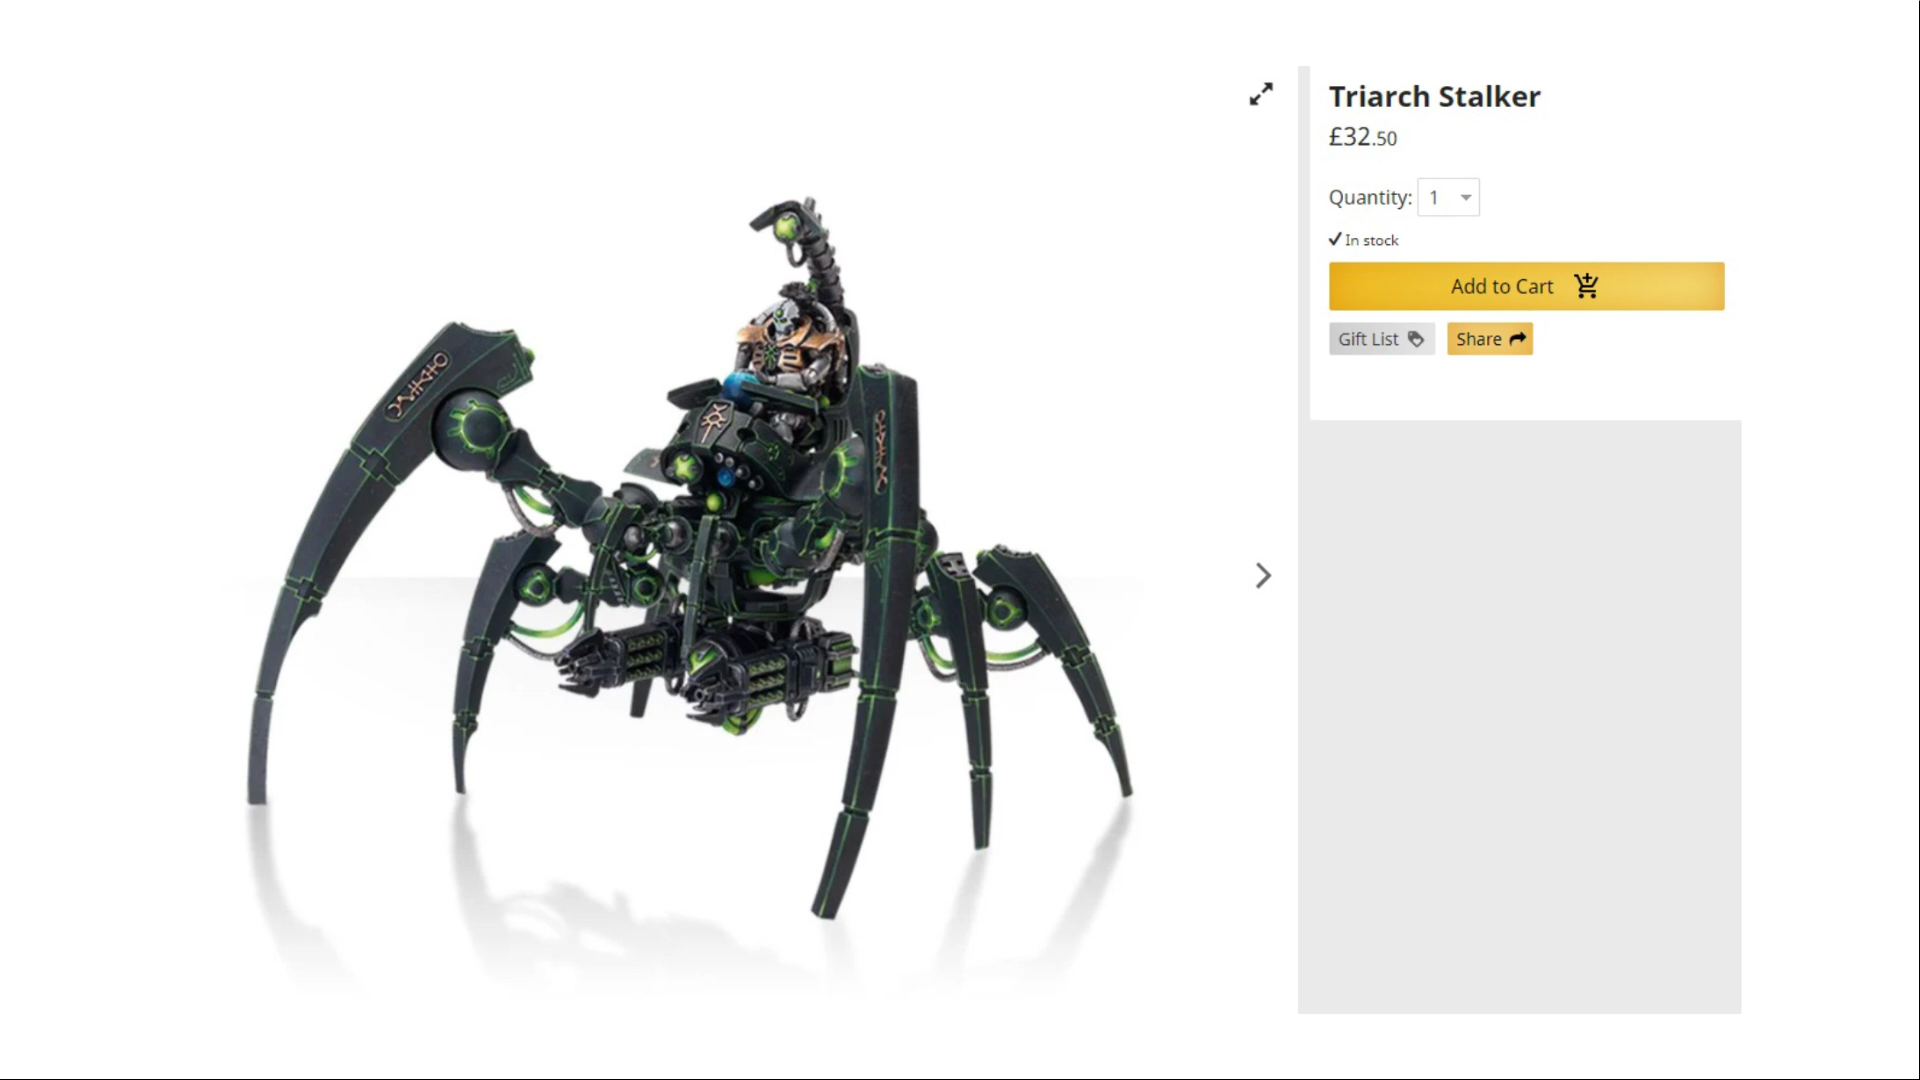 Triarch Stalker
£32.50
Quantity: 1
In stock
Add to Cart
Gift List
Share